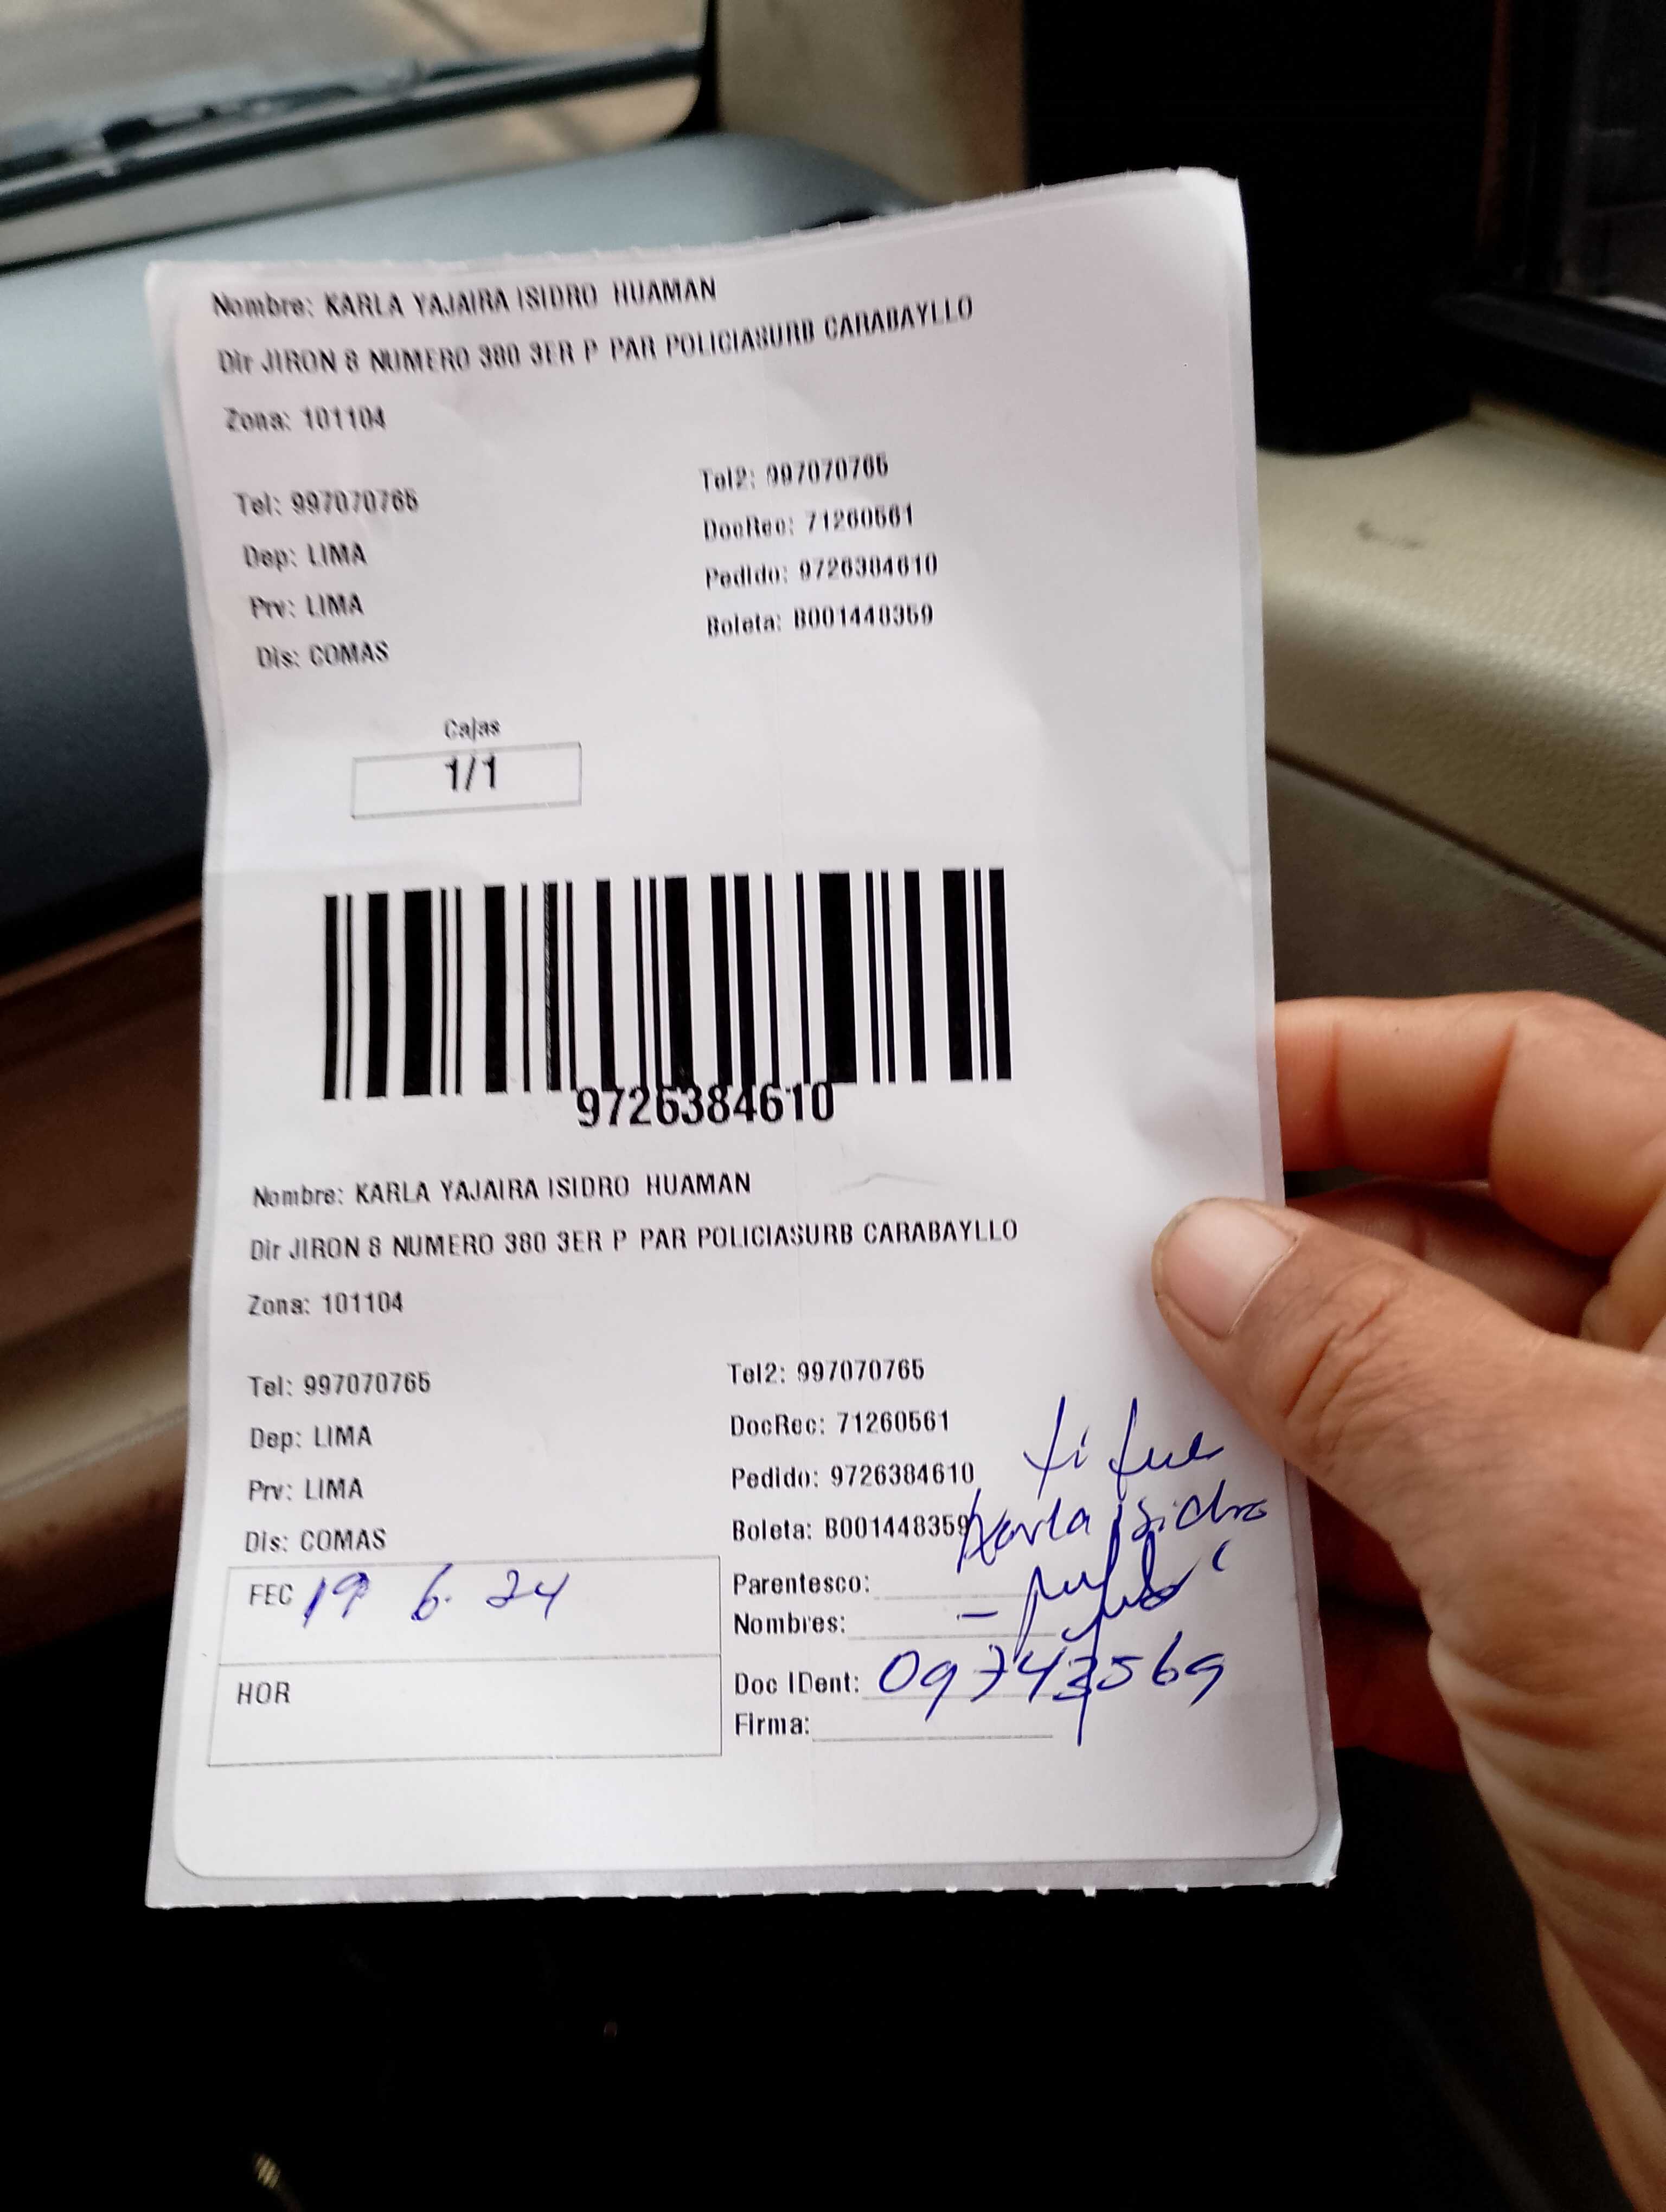 Nombre: KARLA YAJAIRA ISIDRO HUAMAN
Dir JIRON 8 NUMERO 380 3ER P PAR POLICIASURB CARABAYLLO
Zona: 101104
Tel: 997070765 Tel2: 997070765
Dep: LIMA DocRec: 71260561
Prv: LIMA Pedido: 9726384610
Dis: COMAS Boleta: B001448359
Cajas
1/1
9726384610
Nombre: KARLA YAJAIRA ISIDRO HUAMAN
Dir JIRON 8 NUMERO 380 3ER P PAR POLICIASURB CARABAYLLO
Zona: 101104
Tel: 997070765 Tel2: 997070765
Dep: LIMA DocRec: 71260561
Prv: LIMA Pedido: 9726384610
Dis: COMAS Boleta: B001448359 Karla Isidro
FEC 19 6. 24 Parentesco:
Nombres:
HOR Doc IDent: 09743569
Firma: